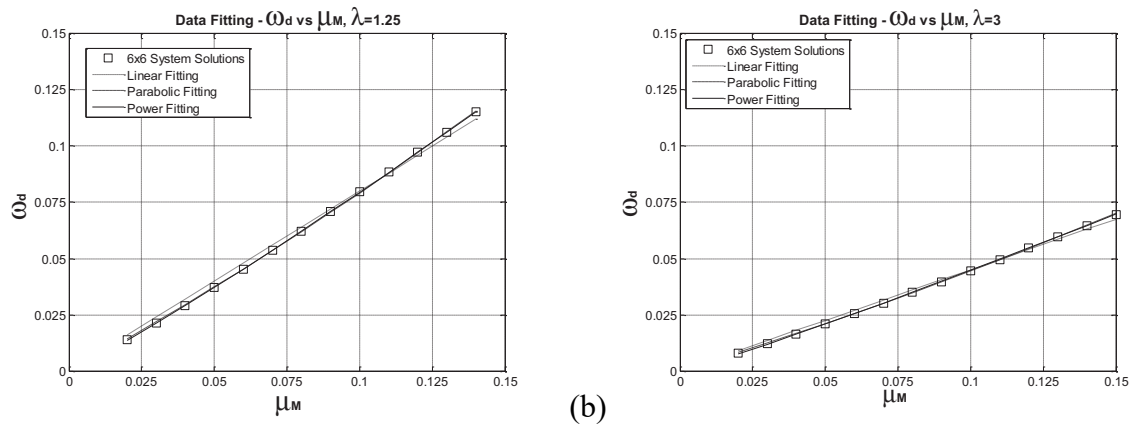 Data Fitting - ωd vs μM, λ=1.25
0.15
0.125
0.1
0.075
0.05
0.025
0
ωd
6x6 System Solutions
Linear Fitting
Parabolic Fitting
Power Fitting
0 0.025 0.05 0.075 0.1 0.125 0.15
μM
(b)
Data Fitting - ωd vs μM, λ=3
0.15
0.125
0.1
0.075
0.05
0.025
0
ωd
6x6 System Solutions
Linear Fitting
Parabolic Fitting
Power Fitting
0 0.025 0.05 0.075 0.1 0.125 0.15
μM